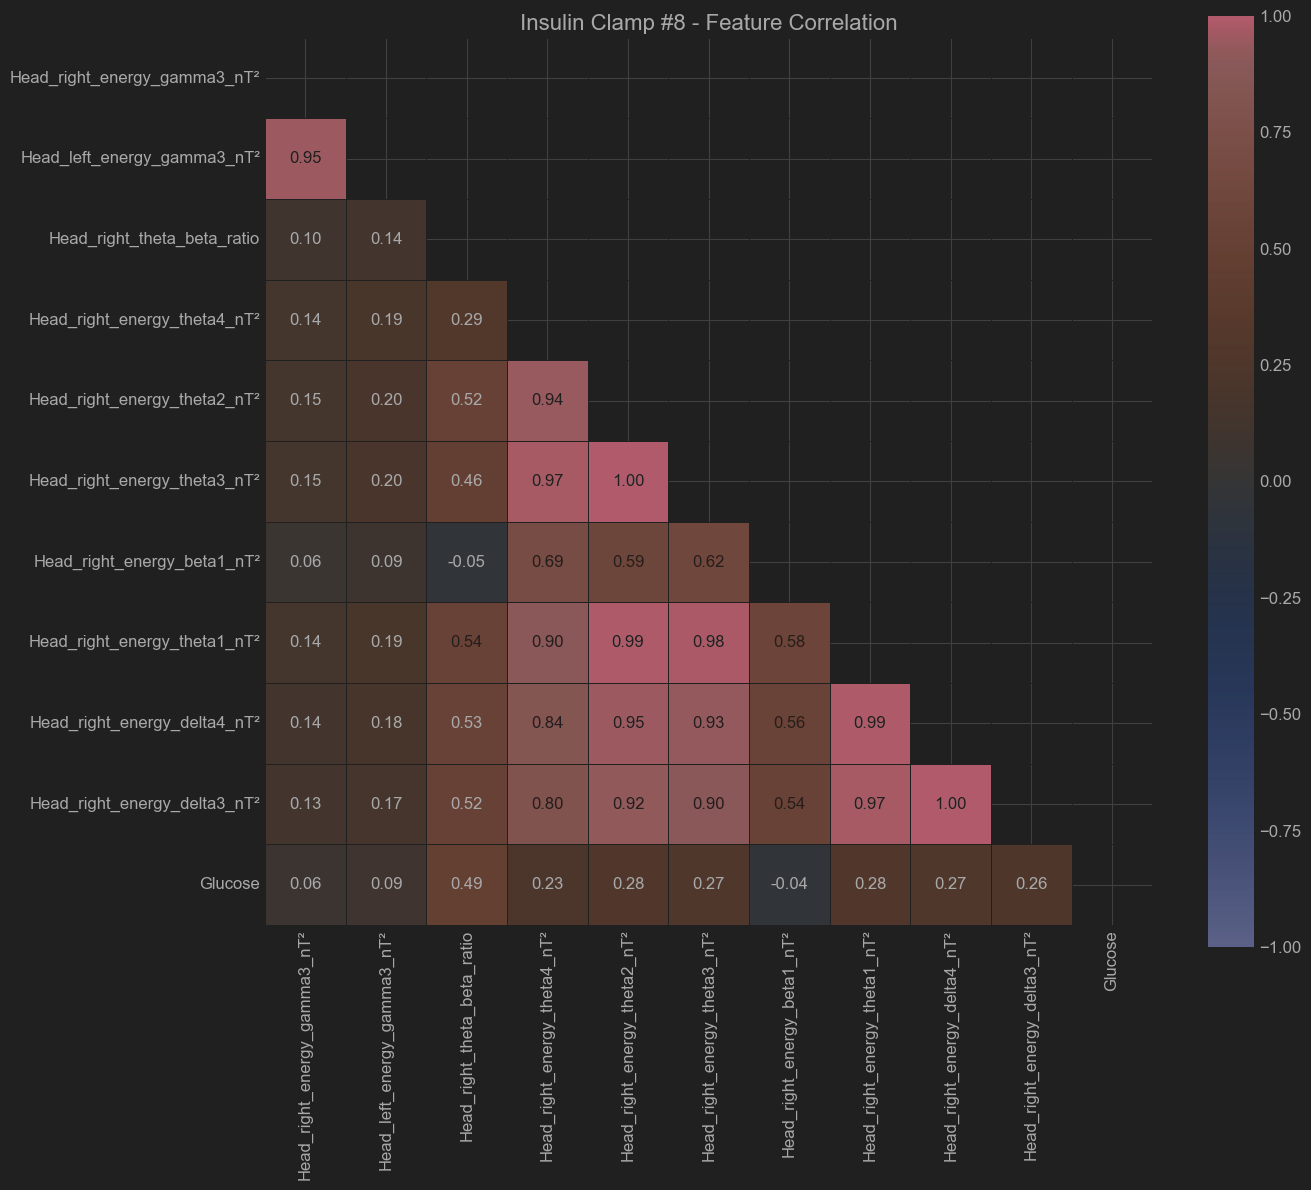 Insulin Clamp #8 - Feature Correlation
Head_right_energy_gamma3_nT²
Head_left_energy_gamma3_nT² 0.95
Head_right_theta_beta_ratio 0.10 0.14
Head_right_energy_theta4_nT² 0.14 0.19 0.29
Head_right_energy_theta2_nT² 0.15 0.20 0.52 0.94
Head_right_energy_theta3_nT² 0.15 0.20 0.46 0.97 1.00
Head_right_energy_beta1_nT² 0.06 0.09 -0.05 0.69 0.59 0.62
Head_right_energy_theta1_nT² 0.14 0.19 0.54 0.90 0.99 0.98 0.58
Head_right_energy_delta4_nT² 0.14 0.18 0.53 0.84 0.95 0.93 0.56 0.99
Head_right_energy_delta3_nT² 0.13 0.17 0.52 0.80 0.92 0.90 0.54 0.97 1.00
Glucose 0.06 0.09 0.49 0.23 0.28 0.27 -0.04 0.28 0.27 0.26
Head_right_energy_gamma3_nT²
Head_left_energy_gamma3_nT²
Head_right_theta_beta_ratio
Head_right_energy_theta4_nT²
Head_right_energy_theta2_nT²
Head_right_energy_theta3_nT²
Head_right_energy_beta1_nT²
Head_right_energy_theta1_nT²
Head_right_energy_delta4_nT²
Head_right_energy_delta3_nT²
Glucose
1.00
0.75
0.50
0.25
0.00
−0.25
−0.50
−0.75
−1.00